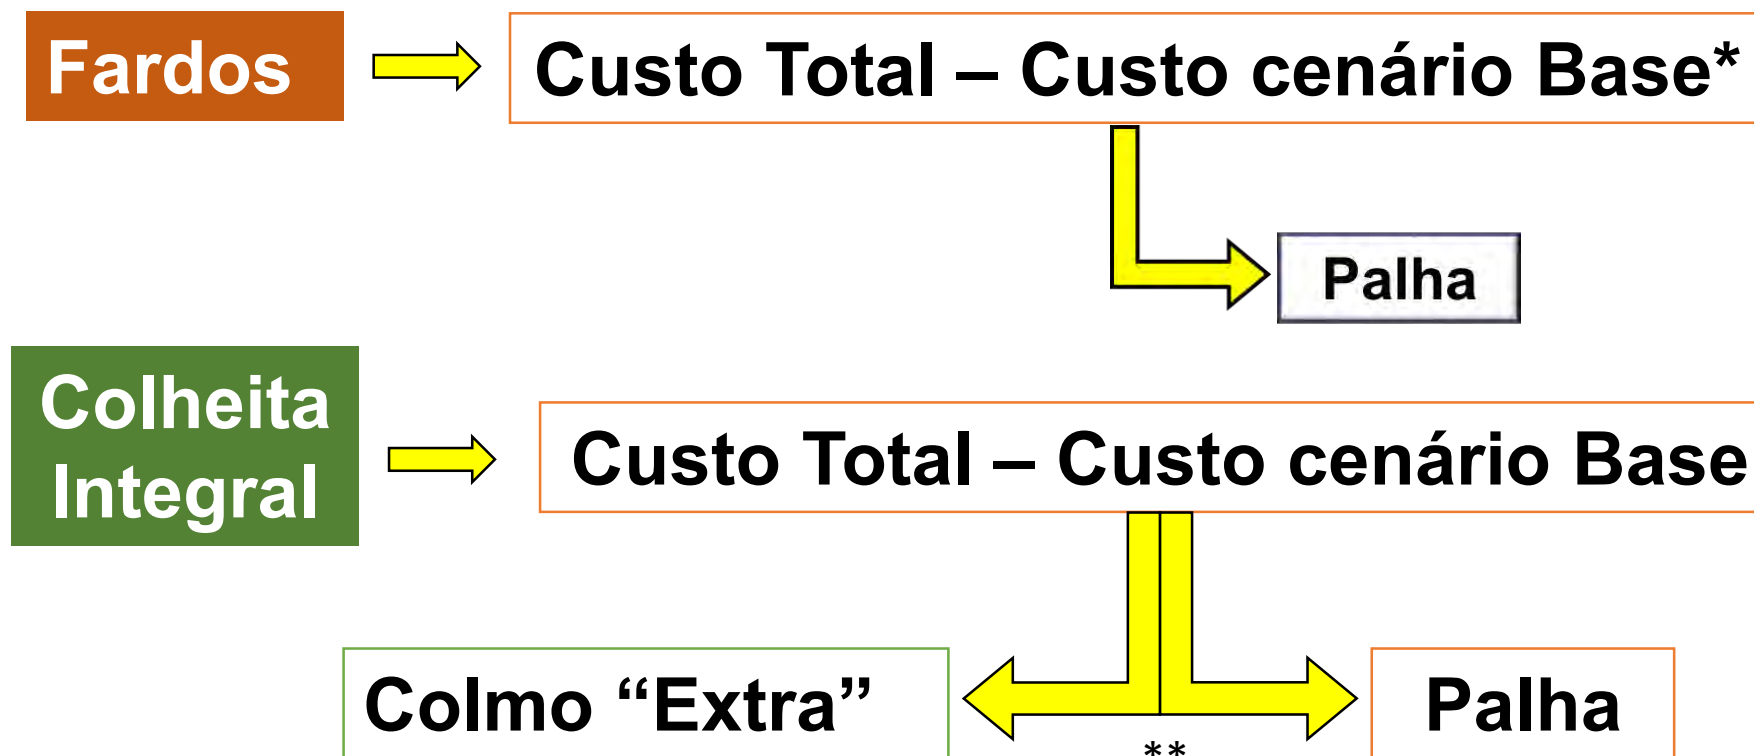 Fardos
Custo Total – Custo cenário Base*
Palha
Colheita
Integral
Custo Total – Custo cenário Base
Colmo “Extra”
Palha
**